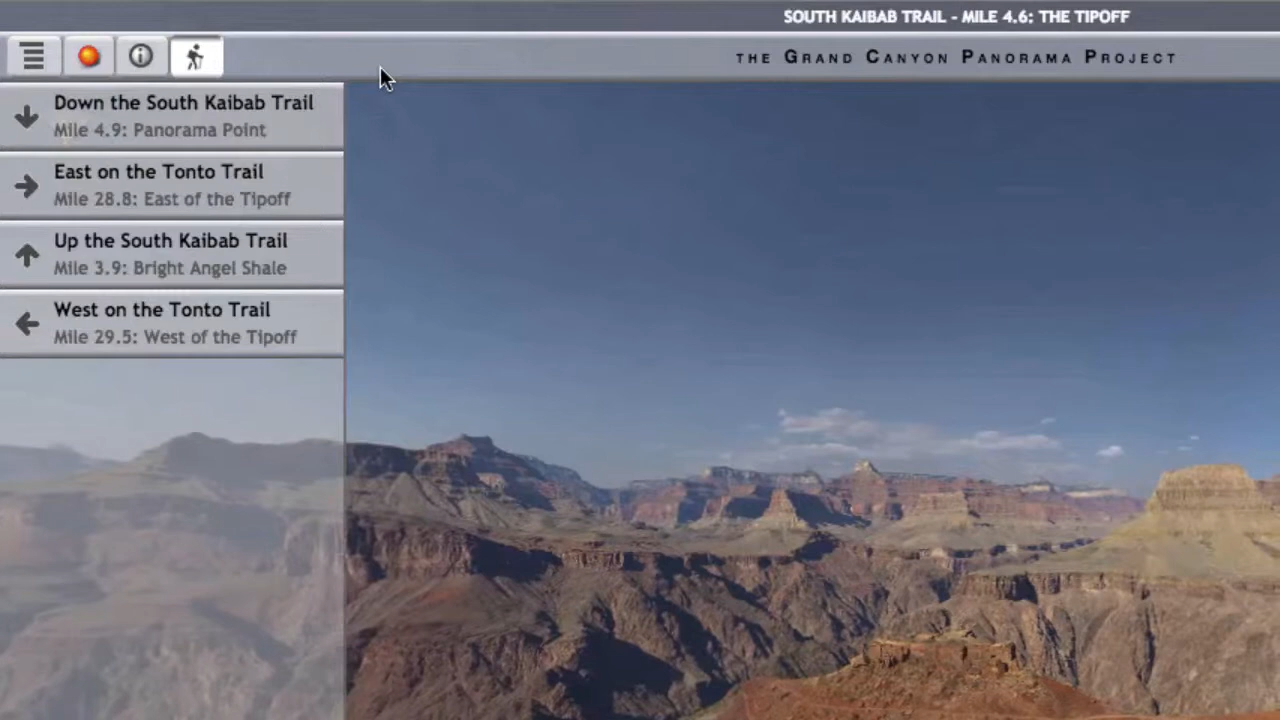 SOUTH KAIBAB TRAIL - MILE 4.6: THE TIPOFF
THE GRAND CANYON PANORAMA PROJECT
Down the South Kaibab Trail
Mile 4.9: Panorama Point
East on the Tonto Trail
Mile 28.8: East of the Tipoff
Up the South Kaibab Trail
Mile 3.9: Bright Angel Shale
West on the Tonto Trail
Mile 29.5: West of the Tipoff